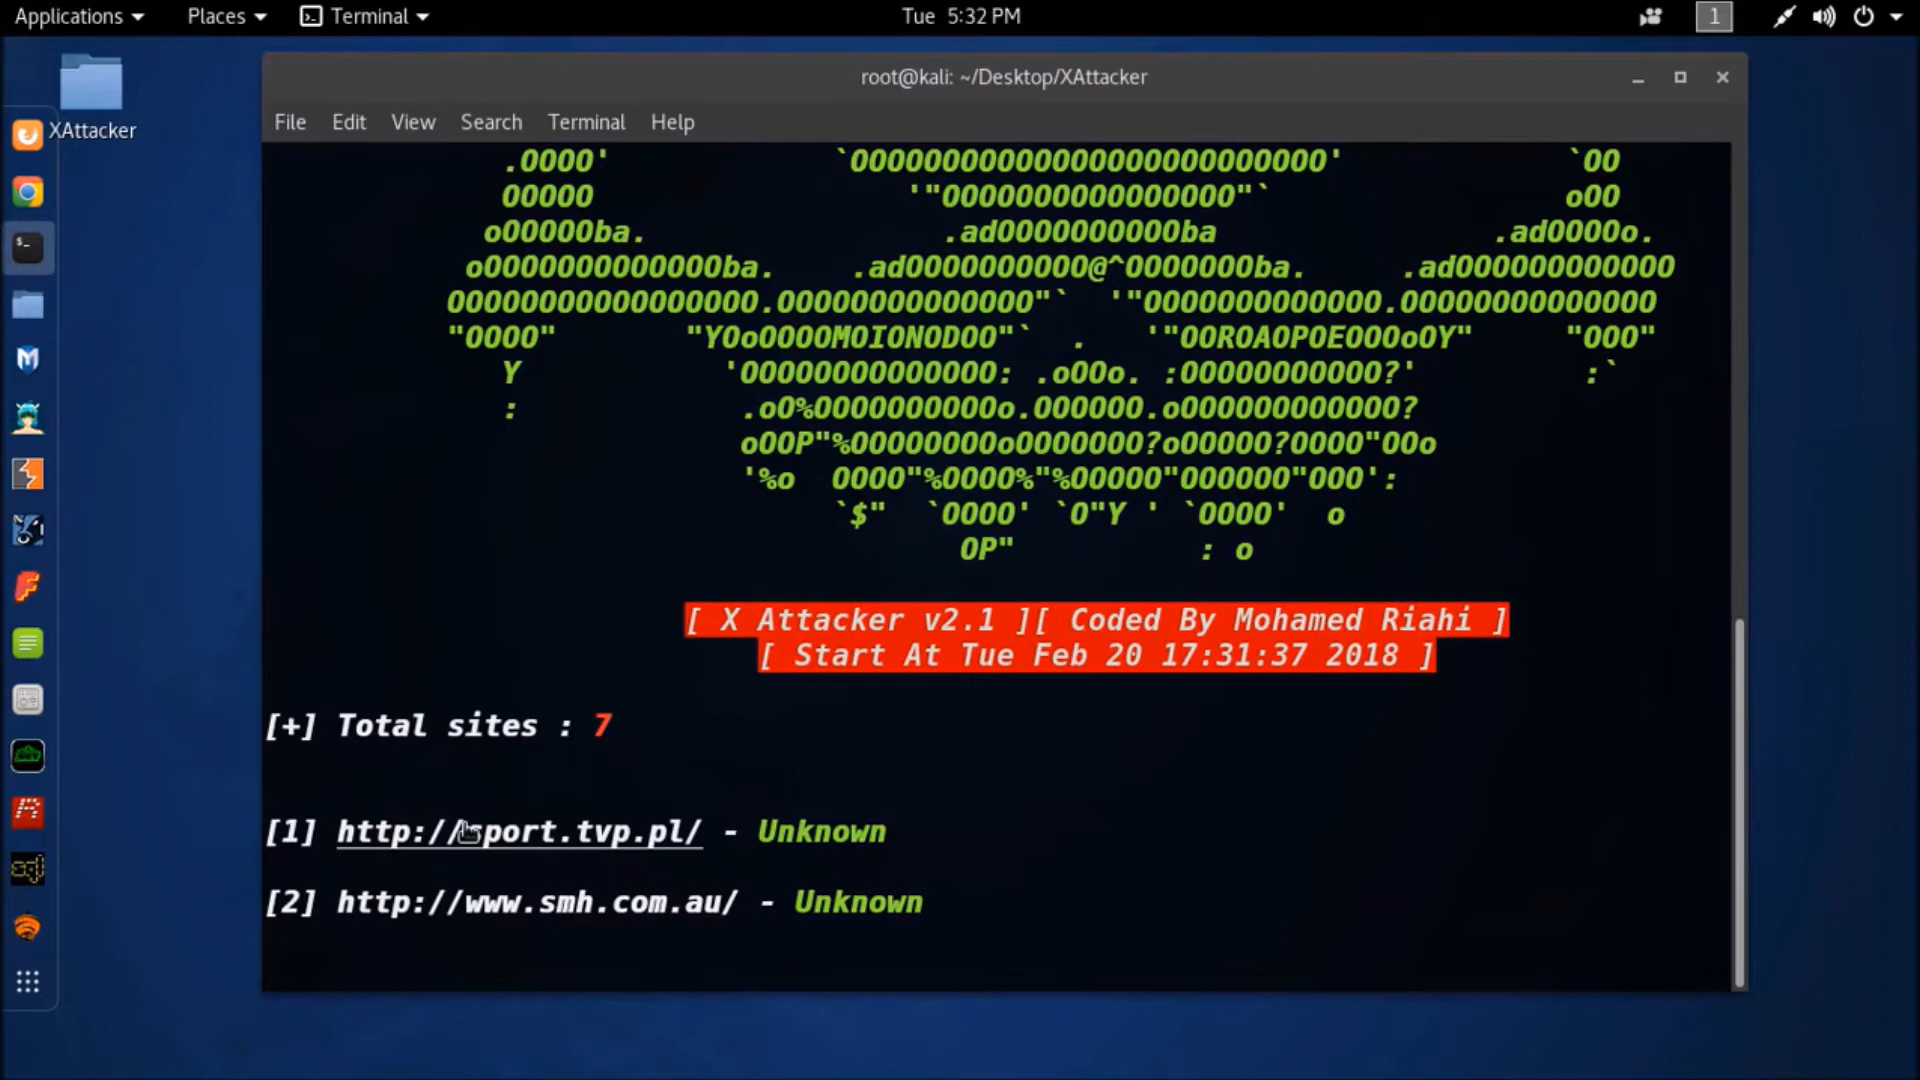 Applications Places Terminal Tue 5:32 PM 1
XAttacker
root@kali: ~/Desktop/XAttacker
File Edit View Search Terminal Help
[ X Attacker v2.1 ][ Coded By Mohamed Riahi ]
[ Start At Tue Feb 20 17:31:37 2018 ]
[+] Total sites : 7
[1] http://sport.tvp.pl/ - Unknown
[2] http://www.smh.com.au/ - Unknown